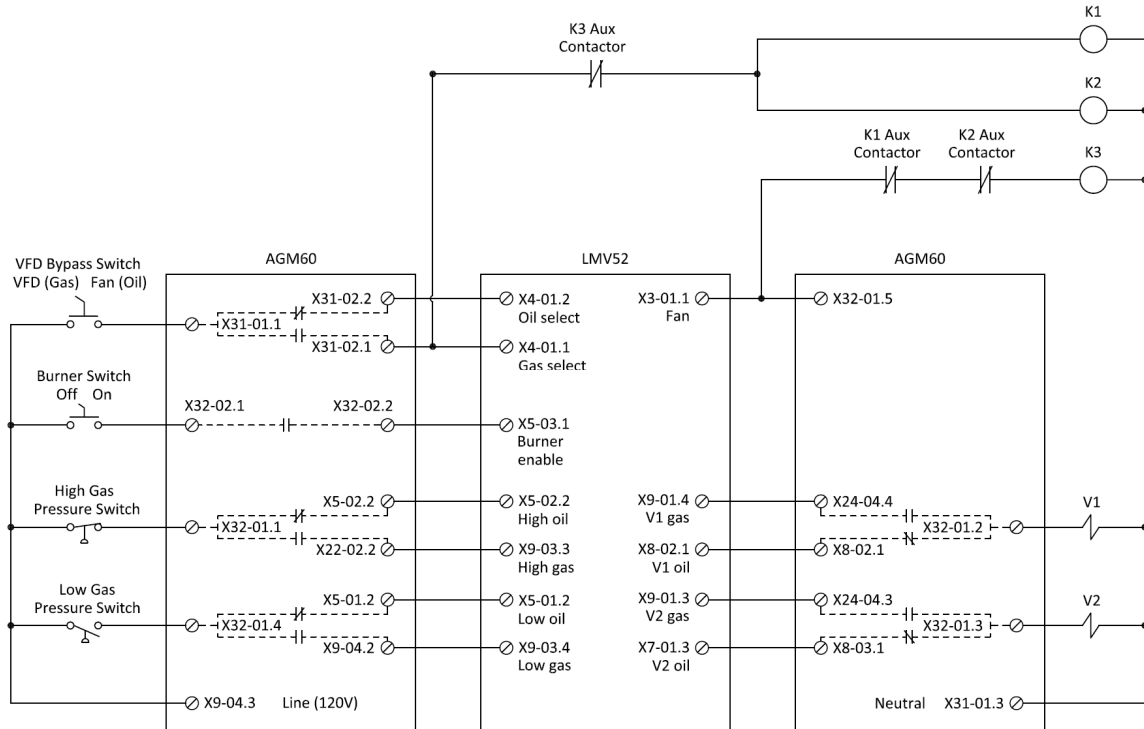 K1
K3 Aux
Contactor
K2
K1 Aux
Contactor
K2 Aux
Contactor
K3
VFD Bypass Switch
VFD (Gas) Fan (Oil)
AGM60
LMV52
AGM60
X31-02.2
X4-01.2
Oil select
X3-01.1
Fan
X32-01.5
X31-01.1
X31-02.1
X4-01.1
Gas select
Burner Switch
Off On
X32-02.1
X32-02.2
X5-03.1
Burner
enable
High Gas
Pressure Switch
X5-02.2
X5-02.2
High oil
X9-01.4
V1 gas
X24-04.4
V1
X32-01.1
X32-01.2
X22-02.2
X9-03.3
High gas
X8-02.1
V1 oil
X8-02.1
Low Gas
Pressure Switch
X5-01.2
X5-01.2
Low oil
X9-01.3
V2 gas
X24-04.3
V2
X32-01.4
X32-01.3
X9-04.2
X9-03.4
Low gas
X7-01.3
V2 oil
X8-03.1
X9-04.3 Line (120V)
Neutral X31-01.3